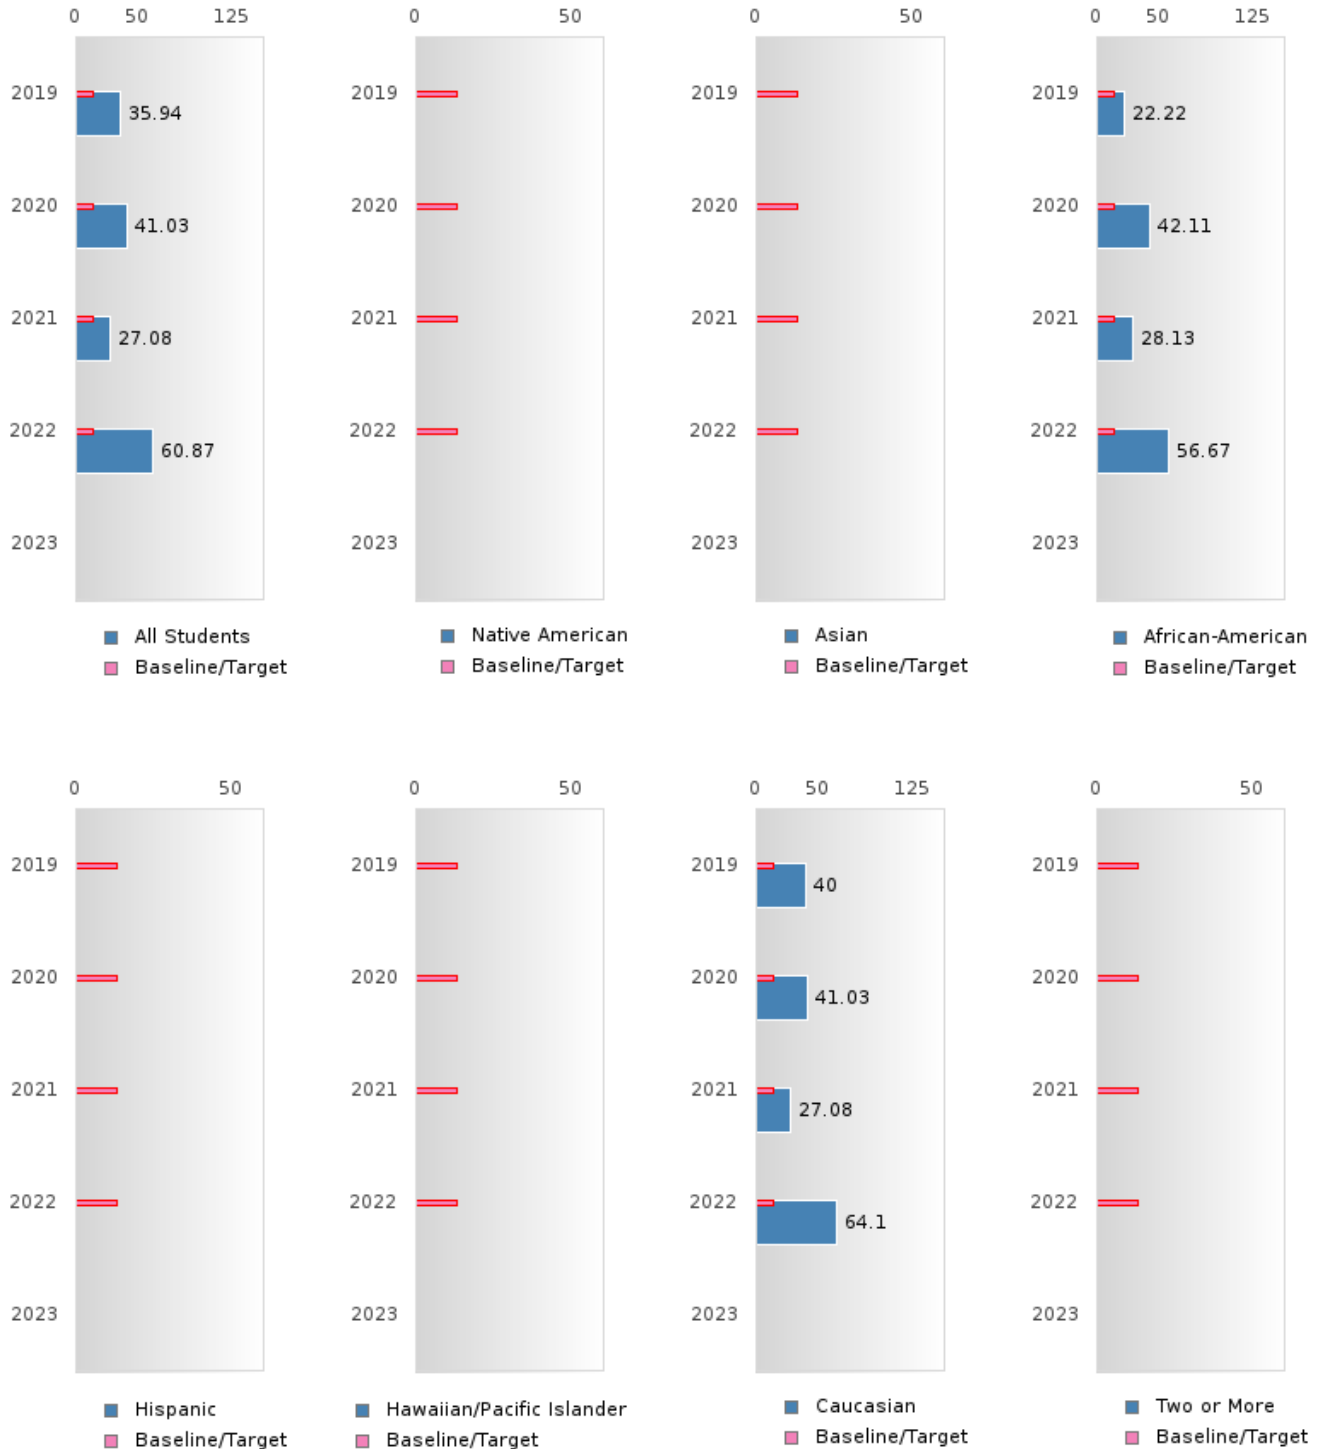 0 50 125
2019 35.94
2020 41.03
2021 27.08
2022 60.87
2023
All Students
Baseline/Target
0 50
2019
2020
2021
2022
2023
Native American
Baseline/Target
0 50
2019
2020
2021
2022
2023
Asian
Baseline/Target
0 50 125
2019 22.22
2020 42.11
2021 28.13
2022 56.67
2023
African-American
Baseline/Target
0 50
2019
2020
2021
2022
2023
Hispanic
Baseline/Target
0 50
2019
2020
2021
2022
2023
Hawaiian/Pacific Islander
Baseline/Target
0 50 125
2019 40
2020 41.03
2021 27.08
2022 64.1
2023
Caucasian
Baseline/Target
0 50
2019
2020
2021
2022
2023
Two or More
Baseline/Target